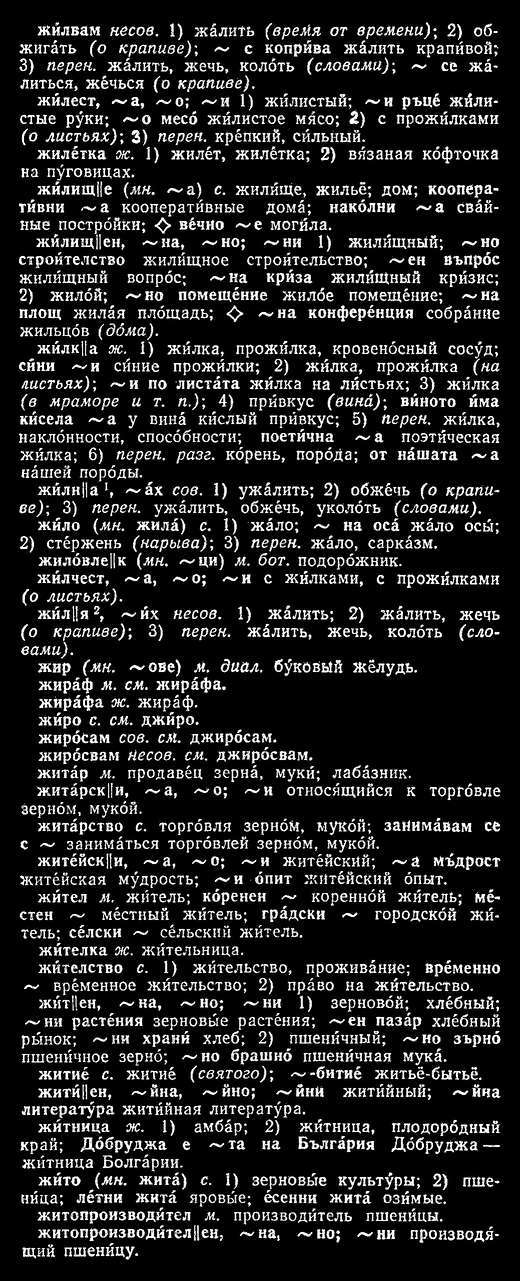 жи́лвам несов. 1) жа́лить (время от времени); 2) об-
жига́ть (о крапиве); ~ с коприва жа́лить крапи́вой;
3) перен. жа́лить, жечь, коло́ть (словами); ~ се жа́-
литься, же́чься (о крапиве).
жи́лест, ~а, ~о; ~и 1) жи́листый; ~и ръце́ жи́ли-
стые ру́ки; ~о месо́ жи́листое мя́со; 2) с прожи́лками
(о листьях); 3) перен. кре́пкий, си́льный.
жиле́тка ж. 1) жиле́т, жиле́тка; 2) вя́заная ко́фточка
на пу́говицах.
жи́лищ||е (мн. ~а) с. жили́ще, жильё; дом; коопера-
ти́вни ~а кооперати́вные дома́; нако́лни ~а сва́й-
ные постро́йки; ◇ ве́чно ~е моги́ла.
жи́лищ||ен, ~на, ~но; ~ни 1) жили́щный; ~но
строи́телство жили́щное строи́тельство; ~ен въпро́с
жили́щный вопро́с; ~на кри́за жили́щный кри́зис;
2) жило́й; ~но помеще́ние жило́е помеще́ние; ~на
площ жила́я пло́щадь; ◇ ~на конфере́нция собра́ние
жильцо́в (до́ма).
жи́лк||а ж. 1) жи́лка, прожи́лка, кровено́сный сосу́д;
си́ни ~и си́ние прожи́лки; 2) жи́лка, прожи́лка (на
листьях); ~и по листа́та жи́лка на ли́стьях; 3) жи́лка
(в мраморе и т. п.); 4) при́вкус (вина́); ви́ното и́ма
ки́села ~а у вина́ ки́слый при́вкус; 5) перен. жи́лка,
накло́нности, спосо́бности; поети́чна ~а поэти́ческая
жи́лка; 6) перен. разг. ко́рень, поро́да; от на́шата ~а
на́шей поро́ды.
жи́лн||а ¹, ~ах сов. 1) ужа́лить; 2) обже́чь (о крапи-
ве); 3) перен. ужа́лить, обже́чь, уколо́ть (словами).
жи́ло (мн. жила́) с. 1) жа́ло; ~ на оса́ жа́ло осы́;
2) сте́ржень (нарыва); 3) перен. жа́ло, сарка́зм.
жило́вле||к (мн. ~ци) м. бот. подоро́жник.
жи́лчест, ~а, ~о; ~и с жи́лками, с прожи́лками
(о листьях).
жи́л||я ², ~и́х несов. 1) жа́лить; 2) жа́лить, жечь
(о крапиве); 3) перен. жа́лить, жечь, коло́ть (сло-
вами).
жир (мн. ~ове) м. диал. бу́ковый жёлудь.
жира́ф м. см. жира́фа.
жира́фа ж. жира́ф.
жи́ро с. см. джи́ро.
жиро́сам сов. см. джиро́сам.
жиро́свам несов. см. джиро́свам.
жита́р м. продаве́ц зерна́, муки́; лаба́зник.
жита́рск||и, ~а, ~о; ~и относя́щийся к торго́вле
зерно́м, муко́й.
жита́рство с. торго́вля зерно́м, муко́й; занима́вам се
с ~ занима́ться торго́влей зерно́м, муко́й.
жите́йск||и, ~а, ~о; ~и жите́йский; ~а мъ́дрост
жите́йская му́дрость; ~и о́пит жите́йский о́пыт.
жи́тел м. жи́тель; ко́ренен ~ коренно́й жи́тель; ме́-
стен ~ ме́стный жи́тель; гра́дски ~ городско́й жи́-
тель; се́лски ~ се́льский жи́тель.
жи́телка ж. жи́тельница.
жи́телство с. 1) жи́тельство, прожива́ние; вре́менно
~ вре́менное жи́тельство; 2) пра́во на жи́тельство.
жи́т||ен, ~на, ~но; ~ни 1) зерново́й; хле́бный;
~ни расте́ния зерновы́е расте́ния; ~ен паза́р хле́бный
ры́нок; ~ни храни́ хлеб; 2) пшени́чный; ~но зърно́
пшени́чное зерно́; ~но брашно́ пшени́чная мука́.
житие́ с. житие́ (святого); ~-битие́ житьё-бытьё.
жити́||ен, ~йна, ~йно; ~йни жити́йный; ~йна
литерату́ра жити́йная литерату́ра.
жи́тница ж. 1) амба́р; 2) жи́тница, плодоро́дный
край; До́бруджа е ~та на Бълга́рия До́бруджа —
жи́тница Болга́рии.
жи́то (мн. жита́) с. 1) зерновы́е культу́ры; 2) пше-
ни́ца; ле́тни жита́ яровы́е; е́сенни жита́ ози́мые.
житопроизводи́тел м. производи́тель пшени́цы.
житопроизводи́тел||ен, ~на, ~но; ~ни производя́-
щий пшени́цу.